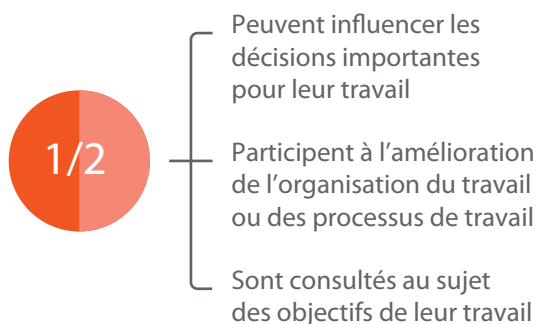 1/2
Peuvent influencer les
décisions importantes
pour leur travail
Participent à l’amélioration
de l’organisation du travail
ou des processus de travail
Sont consultés au sujet
des objectifs de leur travail